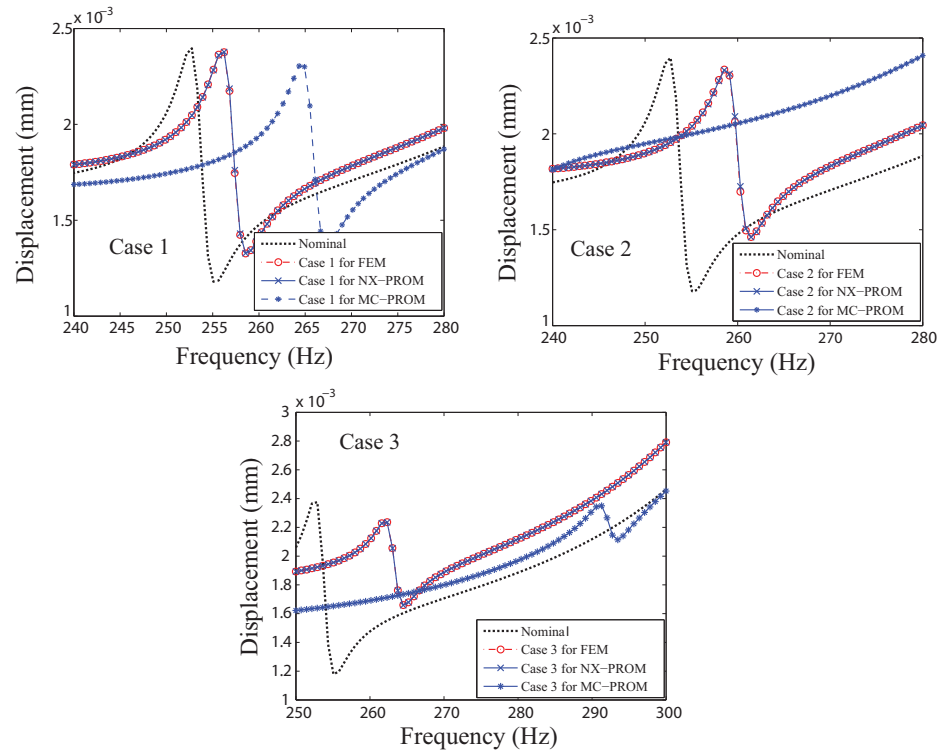 x 10⁻³
2.5
2
1.5
1
240 245 250 255 260 265 270 275 280
Displacement (mm)
Frequency (Hz)
Case 1
Nominal
Case 1 for FEM
Case 1 for NX−PROM
Case 1 for MC−PROM
x 10⁻³
2.5
2
1.5
1
240 250 260 270 280
Displacement (mm)
Frequency (Hz)
Case 2
Nominal
Case 2 for FEM
Case 2 for NX−PROM
Case 2 for MC−PROM
x 10⁻³
3
2.8
2.6
2.4
2.2
2
1.8
1.6
1.4
1.2
1
250 260 270 280 290 300
Displacement (mm)
Frequency (Hz)
Case 3
Nominal
Case 3 for FEM
Case 3 for NX−PROM
Case 3 for MC−PROM